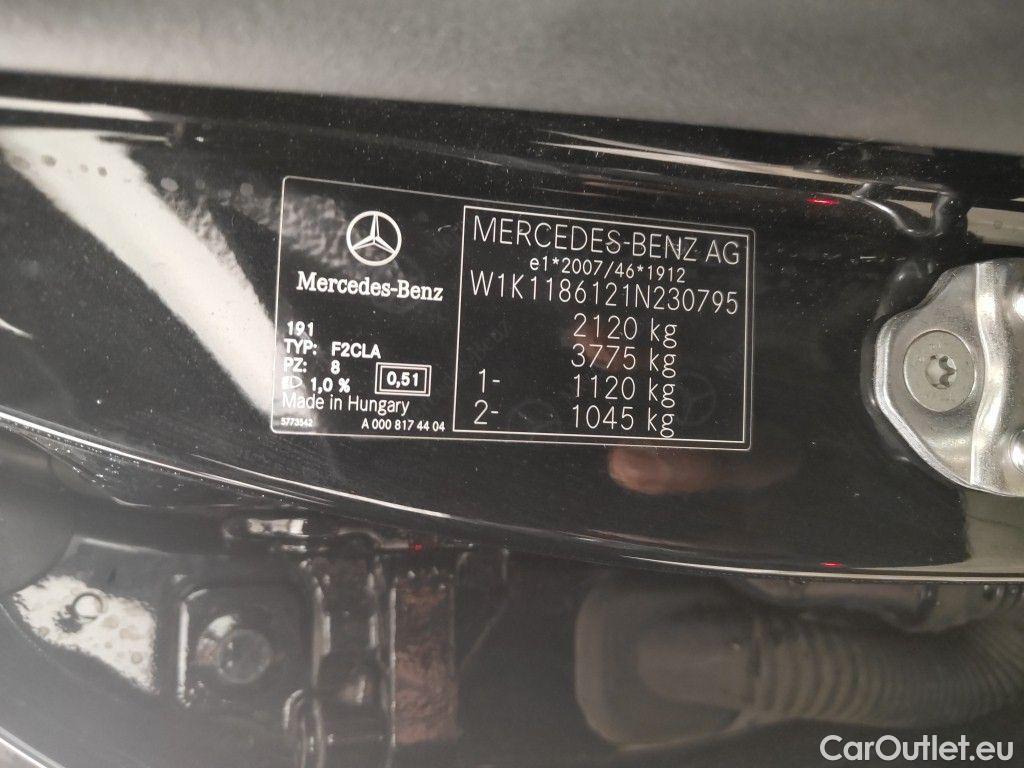 Mercedes-Benz
191
TYP: F2CLA
PZ: 8
1,0 %
0,51
Made in Hungary
5773542 A 000 817 44 04
MERCEDES-BENZ AG
e1*2007/46*1912
W1K1186121N230795
2120 kg
3775 kg
1- 1120 kg
2- 1045 kg
CarOutlet.eu